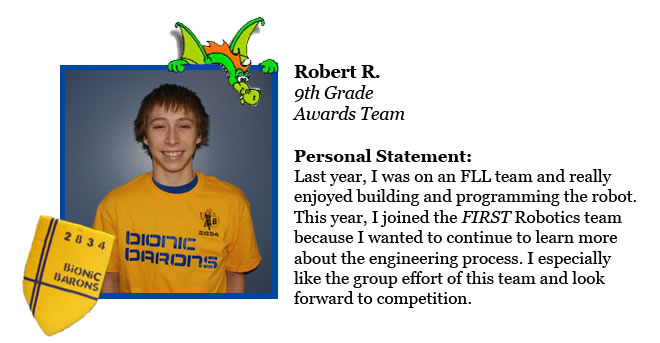 Robert R.
9th Grade
Awards Team
Personal Statement:
Last year, I was on an FLL team and really
enjoyed building and programming the robot.
This year, I joined the FIRST Robotics team
because I wanted to continue to learn more
about the engineering process. I especially
like the group effort of this team and look
forward to competition.
2834
bionic
barons
2834
BiONiC
BARONS